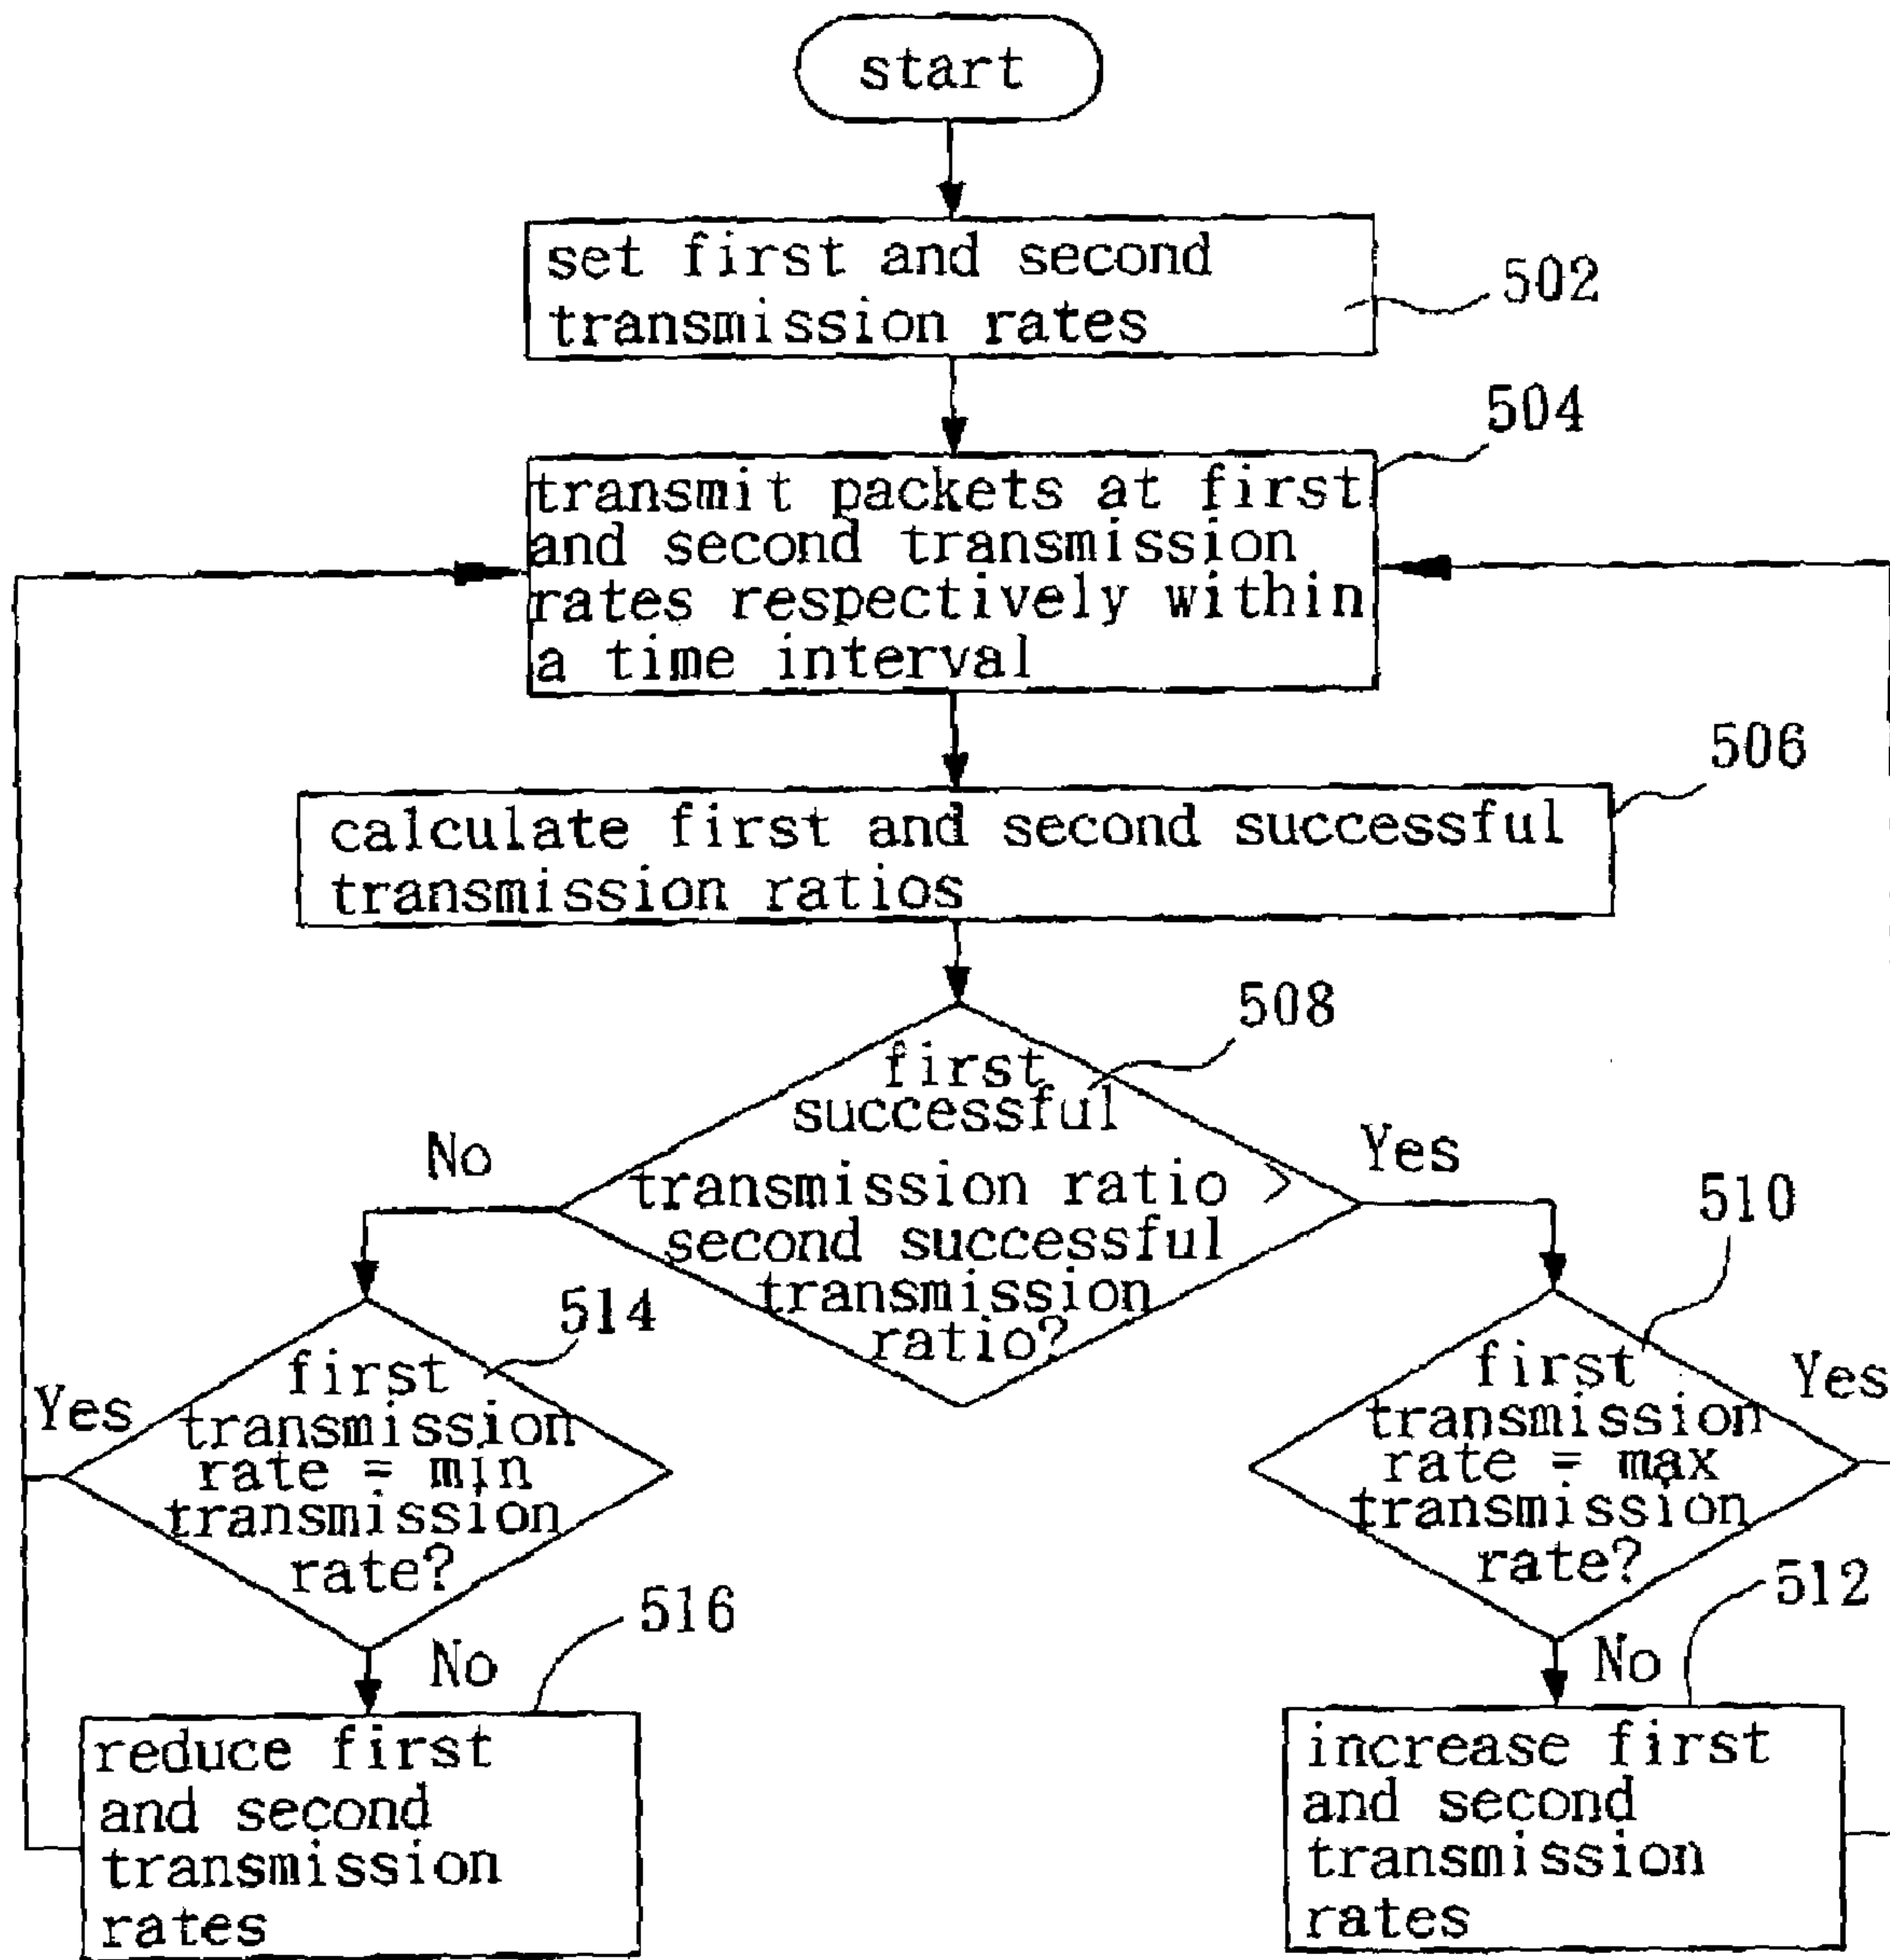 start
set first and second
transmission rates
502
504
transmit packets at first
and second transmission
rates respectively within
a time interval
506
calculate first and second successful
transmission ratios
508
first
successful
transmission ratio >
second successful
transmission
ratio?
No
Yes
510
514
first
transmission
rate = min
transmission
rate?
Yes
first
transmission
rate = max
transmission
rate?
Yes
516
No
512
No
reduce first
and second
transmission
rates
increase first
and second
transmission
rates